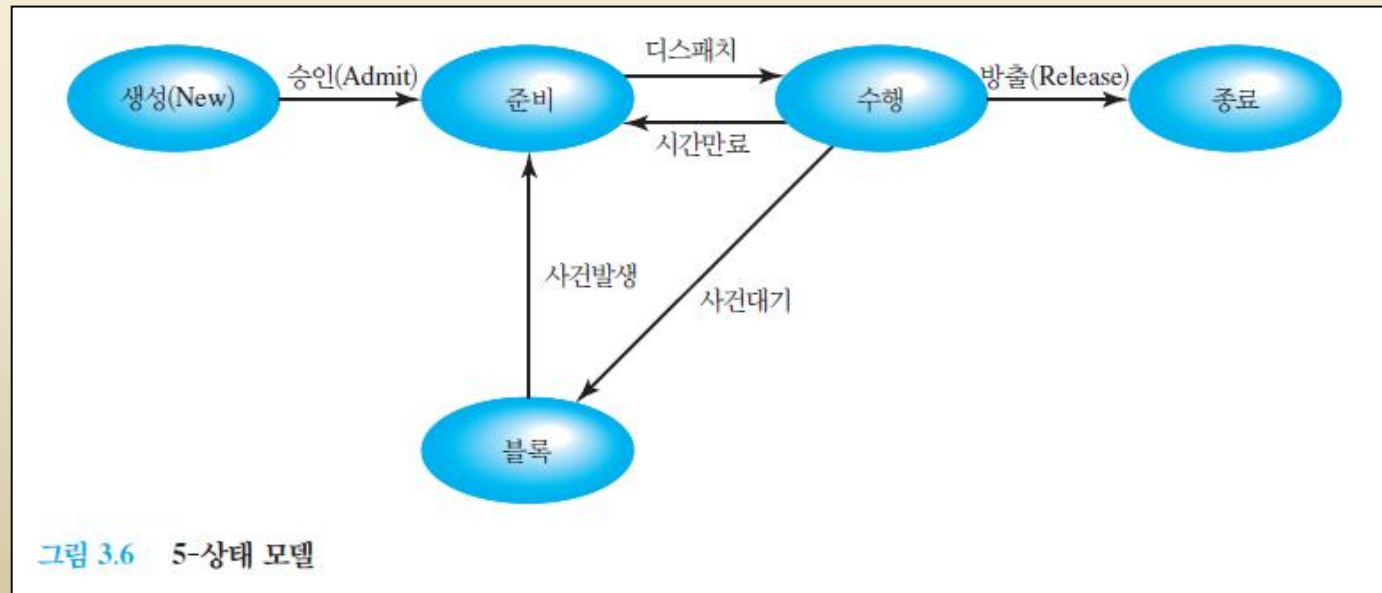 디스패치
승인(Admit)
방출(Release)
생성(New)
준비
수행
종료
시간만료
사건발생
사건대기
블록
그림 3.6 5-상태 모델